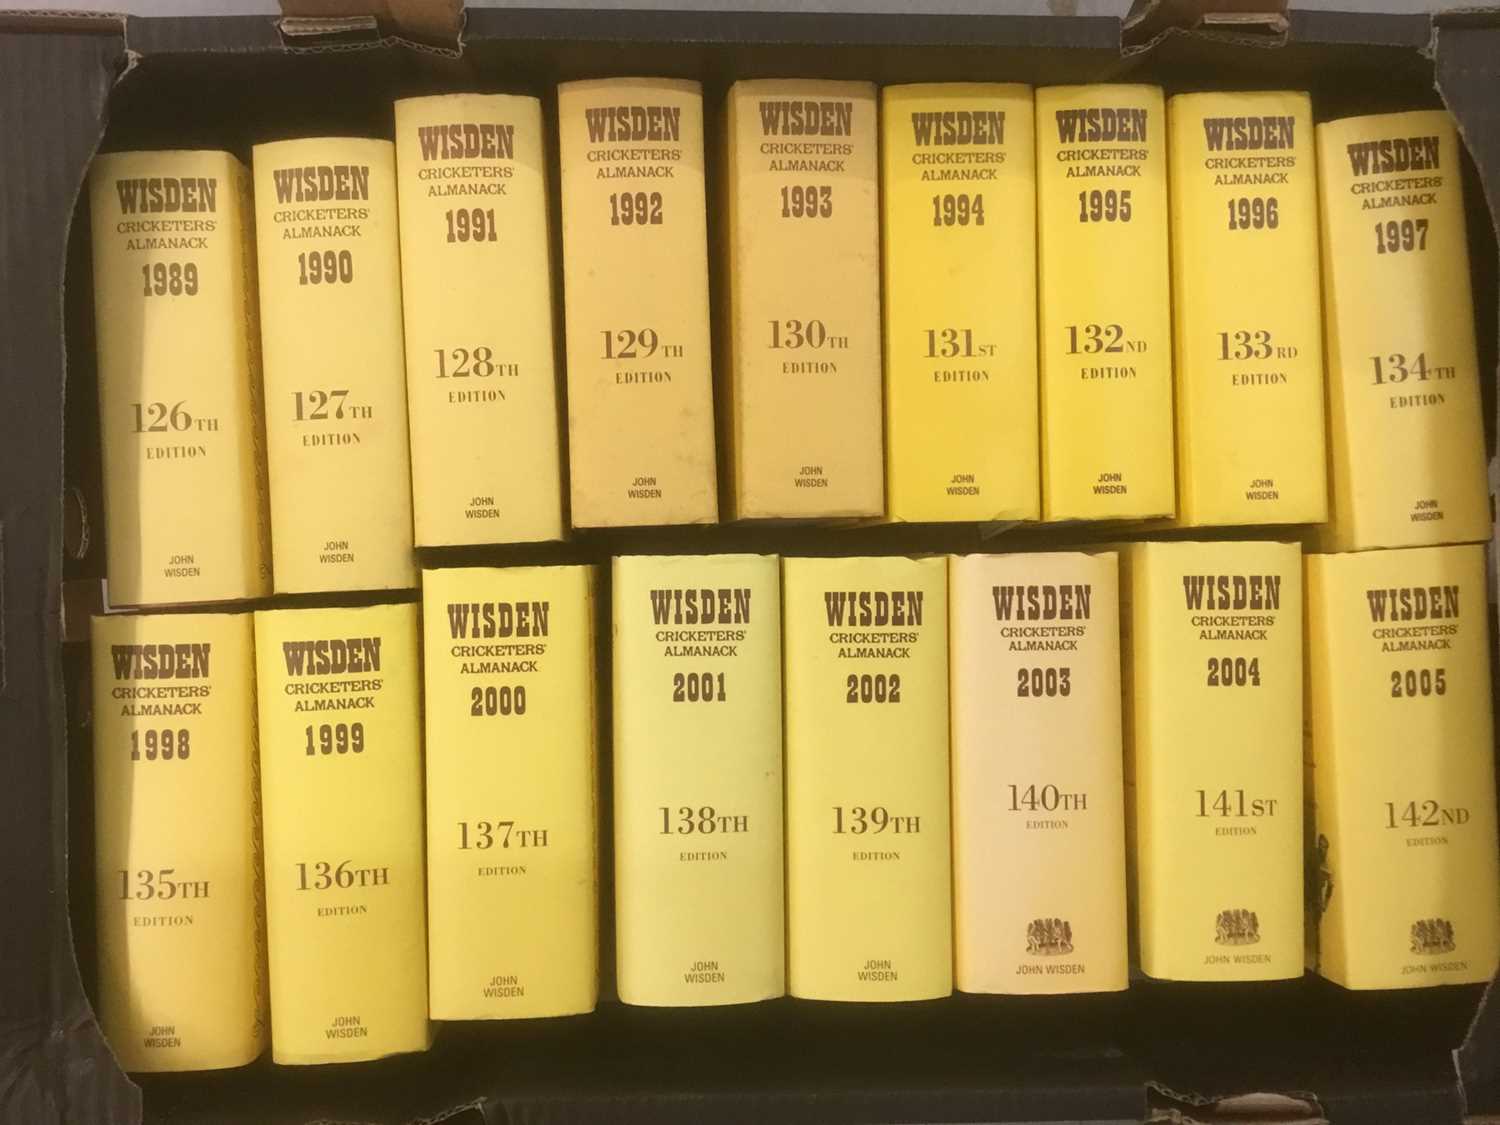 WISDEN
CRICKETERS'
ALMANACK
1989
126TH
EDITION
JOHN
WISDEN
WISDEN
CRICKETERS'
ALMANACK
1990
127TH
EDITION
JOHN
WISDEN
WISDEN
CRICKETERS'
ALMANACK
1991
128TH
EDITION
JOHN
WISDEN
WISDEN
CRICKETERS'
ALMANACK
1992
129TH
EDITION
JOHN
WISDEN
WISDEN
CRICKETERS'
ALMANACK
1993
130TH
EDITION
JOHN
WISDEN
WISDEN
CRICKETERS'
ALMANACK
1994
131ST
EDITION
JOHN
WISDEN
WISDEN
CRICKETERS'
ALMANACK
1995
132ND
EDITION
JOHN
WISDEN
WISDEN
CRICKETERS'
ALMANACK
1996
133RD
EDITION
JOHN
WISDEN
WISDEN
CRICKETERS'
ALMANACK
1997
134TH
EDITION
JOHN
WISDEN
WISDEN
CRICKETERS'
ALMANACK
1998
135TH
EDITION
JOHN
WISDEN
WISDEN
CRICKETERS'
ALMANACK
1999
136TH
EDITION
JOHN
WISDEN
WISDEN
CRICKETERS'
ALMANACK
2000
137TH
EDITION
JOHN
WISDEN
WISDEN
CRICKETERS'
ALMANACK
2001
138TH
EDITION
JOHN
WISDEN
WISDEN
CRICKETERS'
ALMANACK
2002
139TH
EDITION
JOHN
WISDEN
WISDEN
CRICKETERS'
ALMANACK
2003
140TH
EDITION
JOHN WISDEN
WISDEN
CRICKETERS'
ALMANACK
2004
141ST
EDITION
JOHN WISDEN
WISDEN
CRICKETERS'
ALMANACK
2005
142ND
EDITION
JOHN WISDEN